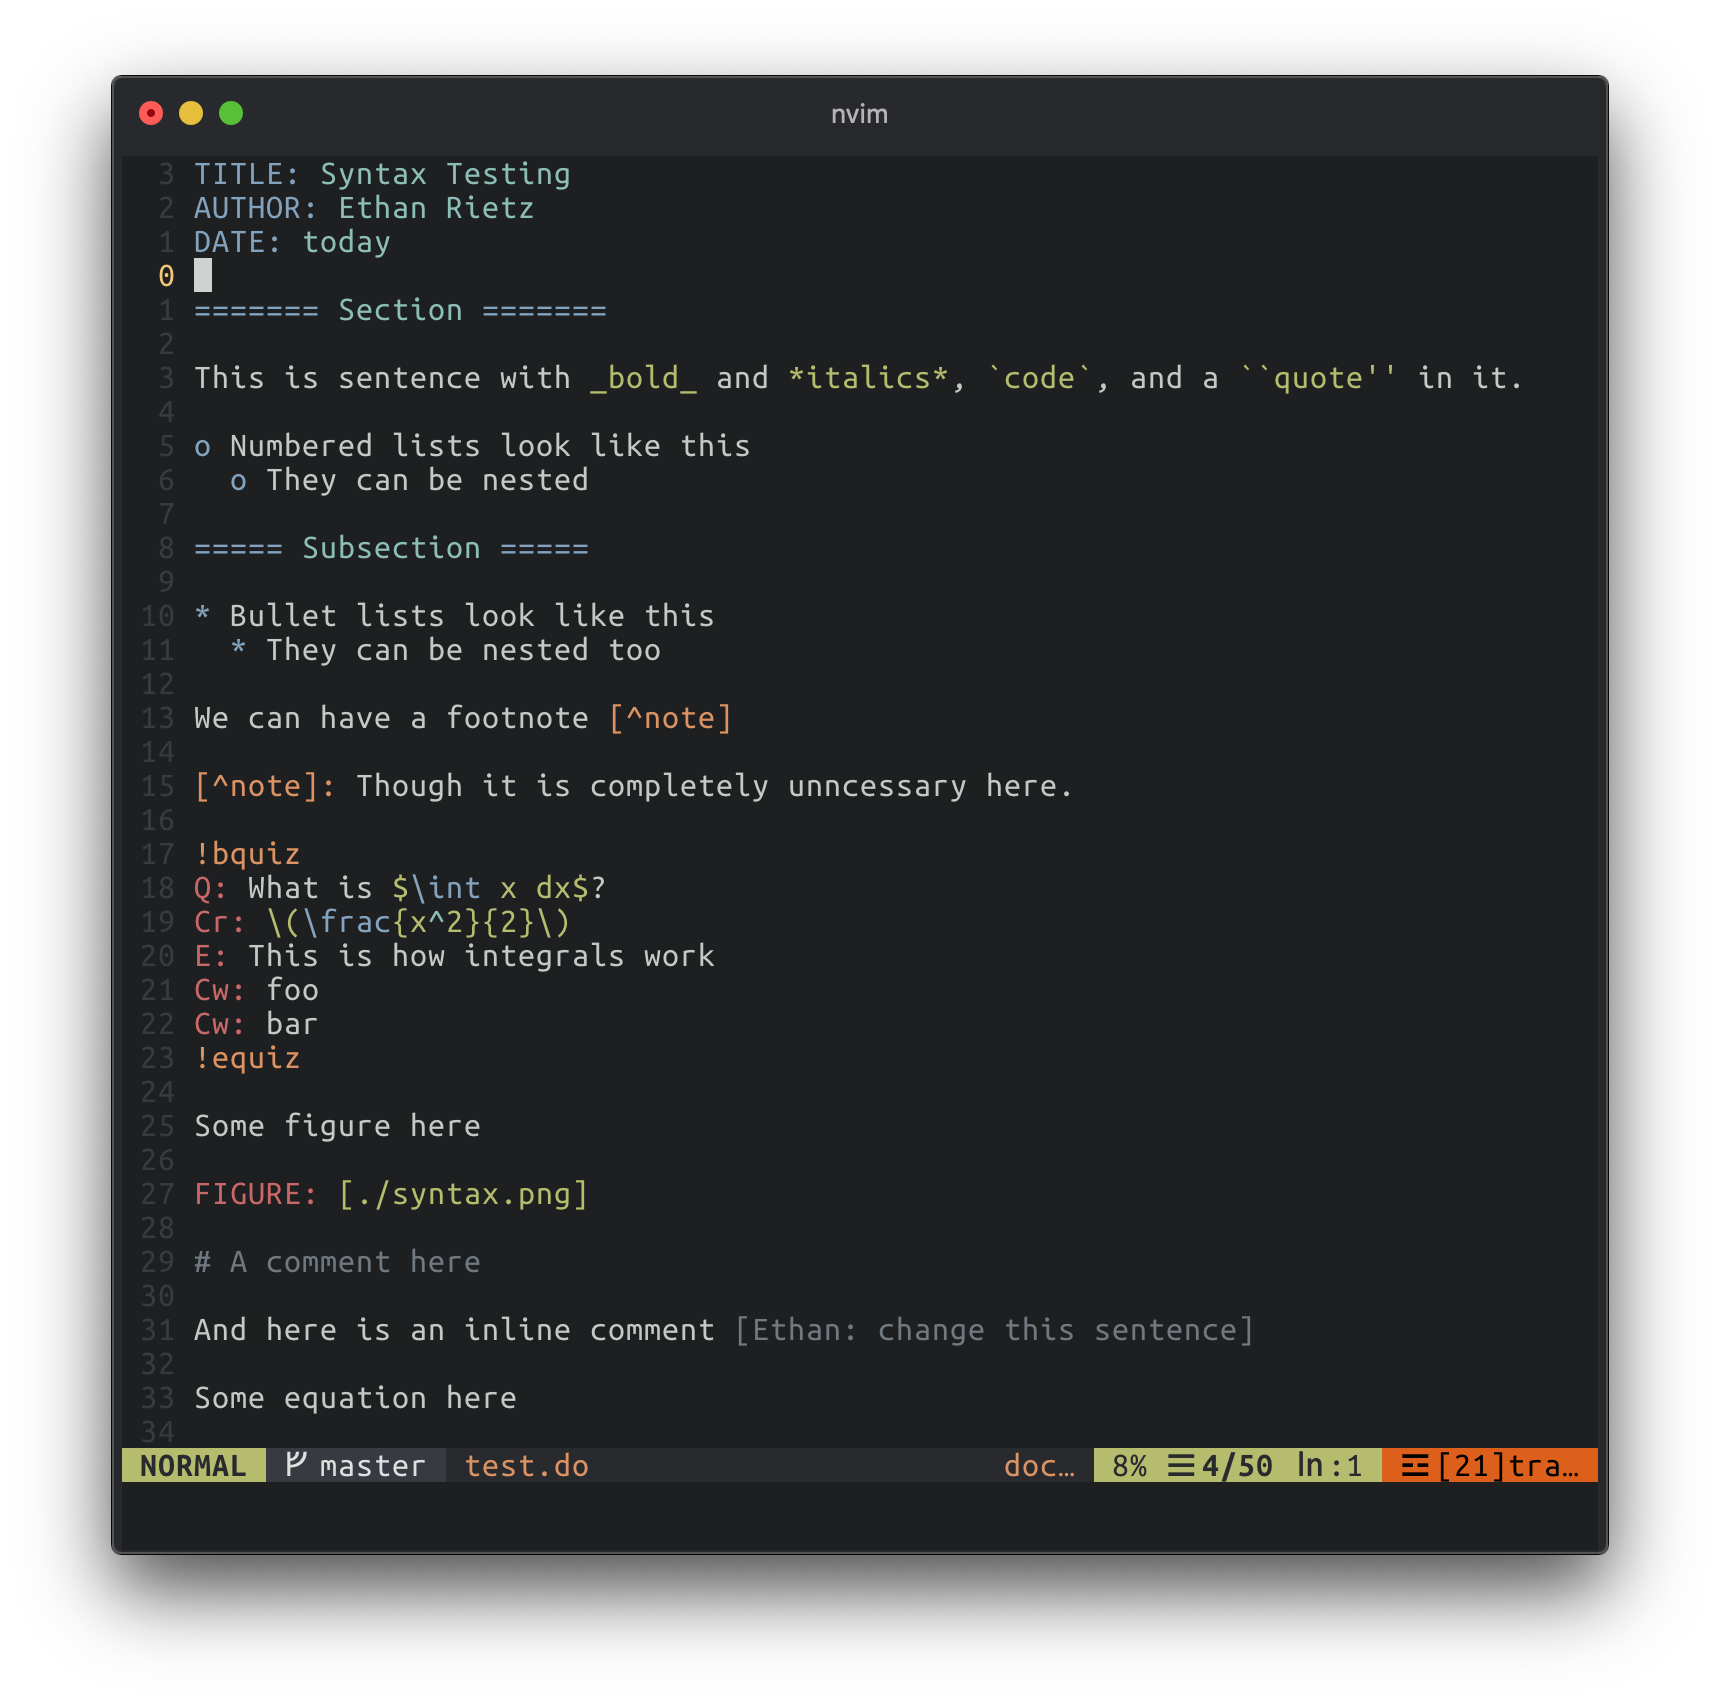 nvim
3 TITLE: Syntax Testing
2 AUTHOR: Ethan Rietz
1 DATE: today
0
1 ======= Section =======
2
3 This is sentence with _bold_ and *italics*, `code`, and a ``quote'' in it.
4
5 o Numbered lists look like this
6   o They can be nested
7
8 ===== Subsection =====
9
10 * Bullet lists look like this
11   * They can be nested too
12
13 We can have a footnote [^note]
14
15 [^note]: Though it is completely unncessary here.
16
17 !bquiz
18 Q: What is $\int x dx$?
19 Cr: \(\frac{x^2}{2}\)
20 E: This is how integrals work
21 Cw: foo
22 Cw: bar
23 !equiz
24
25 Some figure here
26
27 FIGURE: [./syntax.png]
28
29 # A comment here
30
31 And here is an inline comment [Ethan: change this sentence]
32
33 Some equation here
34
NORMAL master test.do doc… 8% ☰4/50 ln:1 ☲[21]tra…